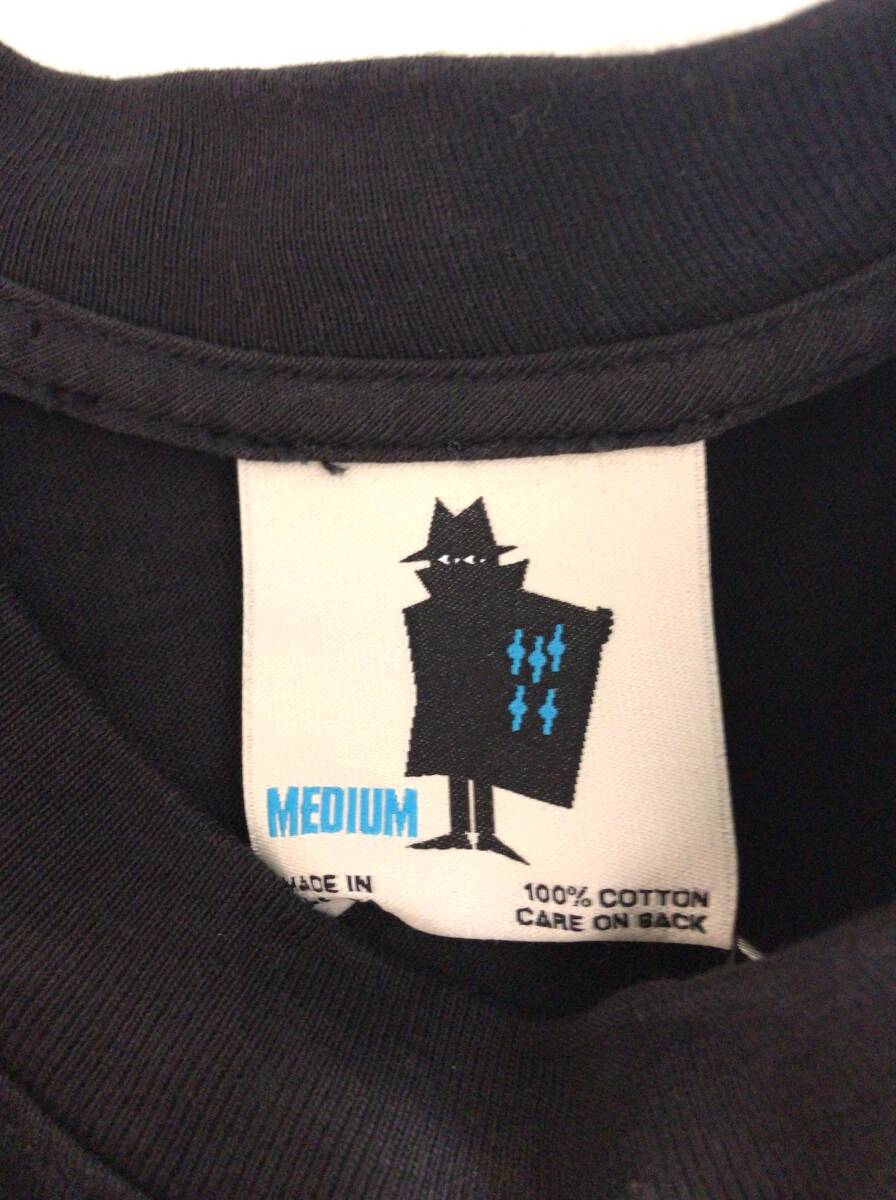 MEDIUM
MADE IN
100% COTTON
CARE ON BACK